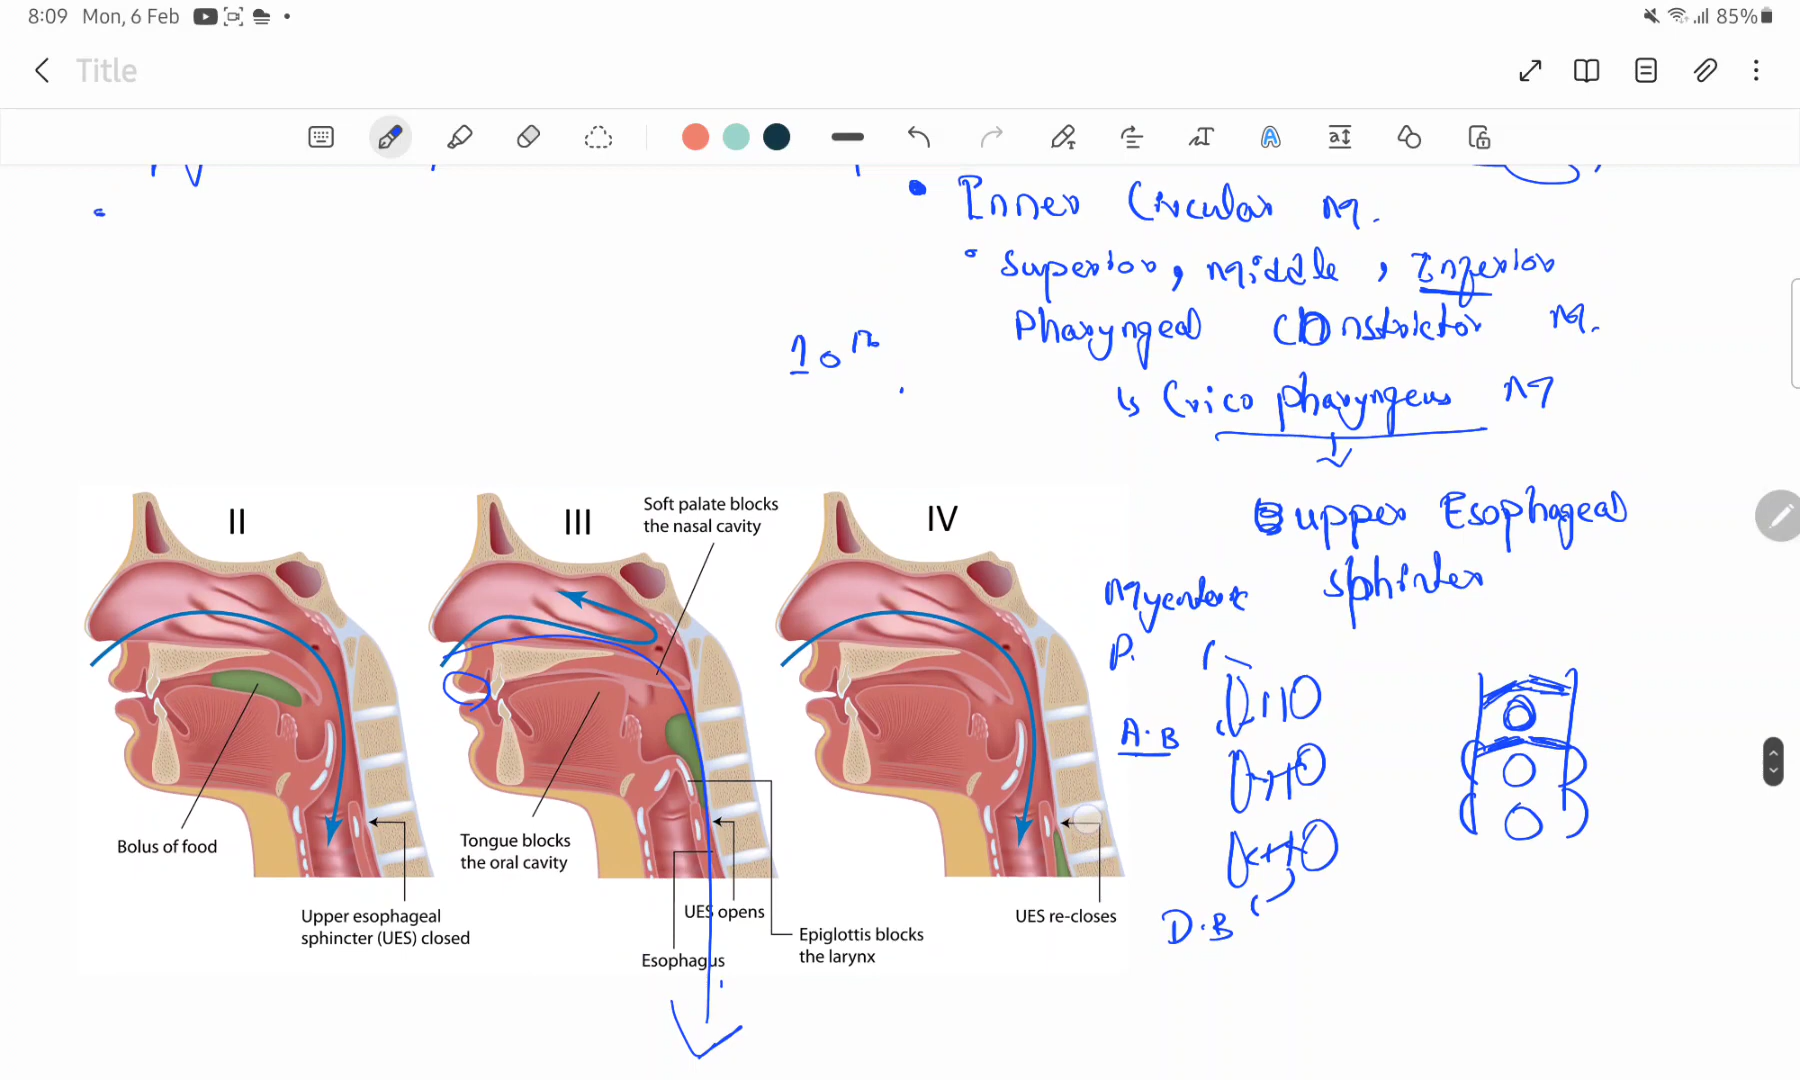 8:09 Mon, 6 Feb
85%
Title
Inner Circular M.
Superior, Middle, Inferior
Pharyngeal Constrictor M.
Crico pharyngeus M
upper Esophageal
Sphinter
Myenteric
P.
A.B
D.B
II
III
IV
Soft palate blocks
the nasal cavity
Bolus of food
Tongue blocks
the oral cavity
Upper esophageal
sphincter (UES) closed
UES opens
UES re-closes
Epiglottis blocks
the larynx
Esophagus